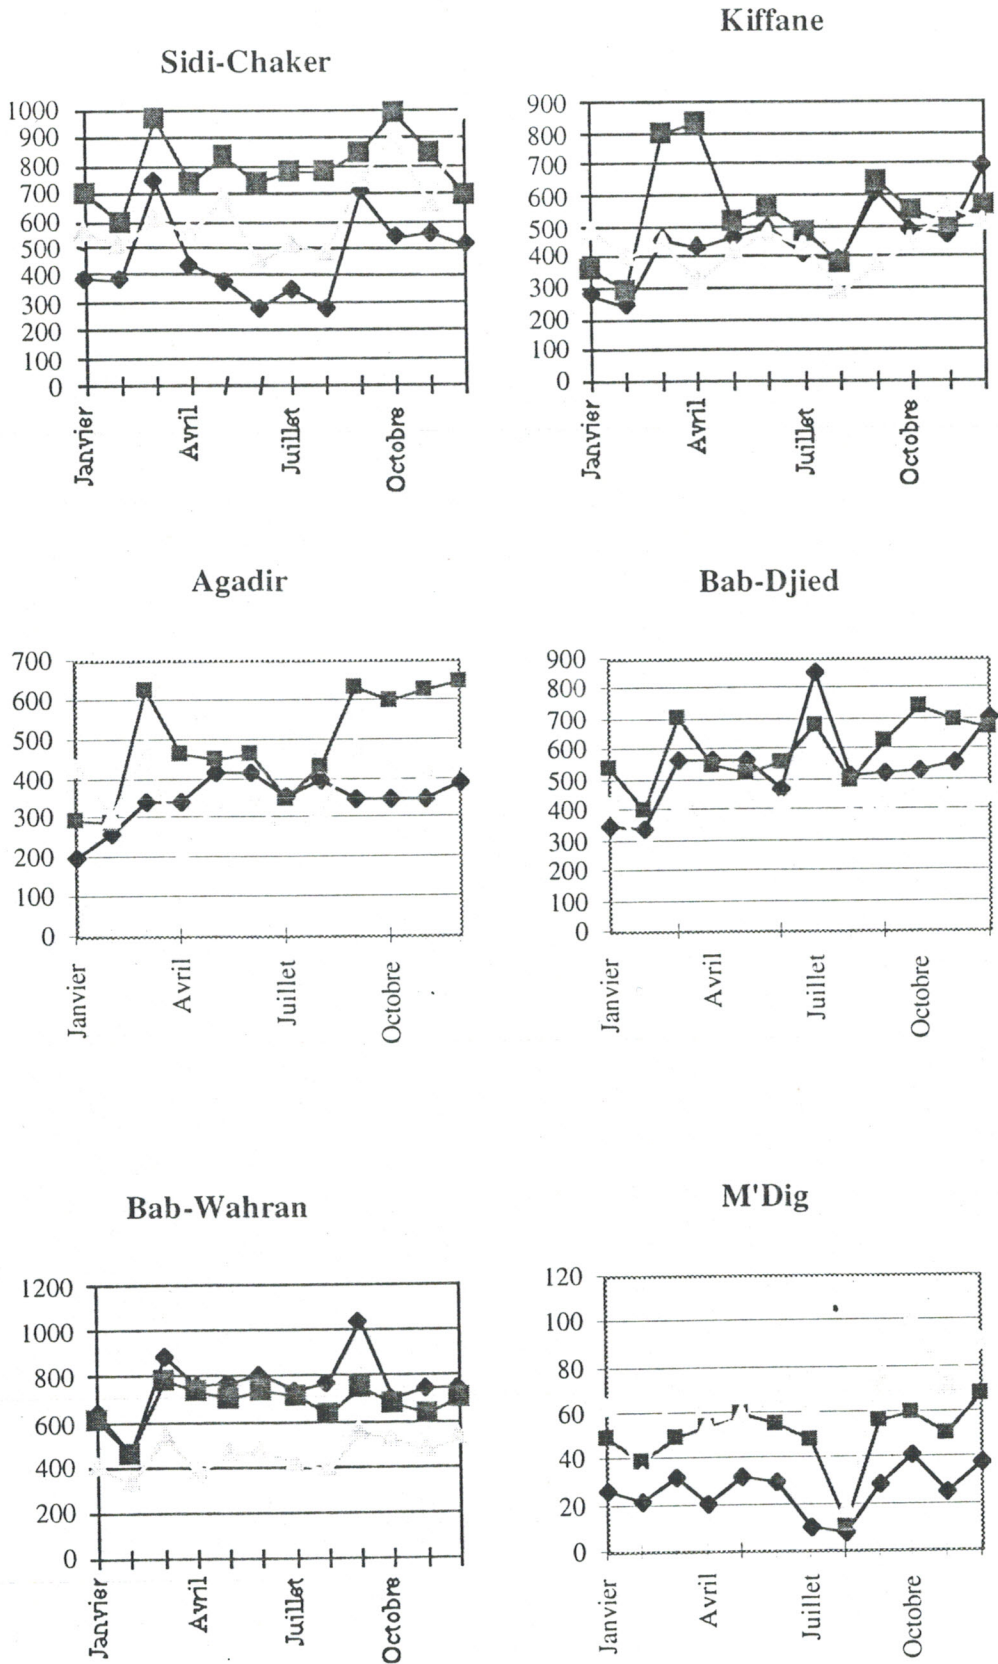 Sidi-Chaker
1000
900
800
700
600
500
400
300
200
100
0
Janvier
Avril
Juillet
Octobre
Kiffane
900
800
700
600
500
400
300
200
100
0
Janvier
Avril
Juillet
Octobre
Agadir
700
600
500
400
300
200
100
0
Janvier
Avril
Juillet
Octobre
Bab-Djied
900
800
700
600
500
400
300
200
100
0
Janvier
Avril
Juillet
Octobre
Bab-Wahran
1200
1000
800
600
400
200
0
Janvier
Avril
Juillet
Octobre
M'Dig
120
100
80
60
40
20
0
Janvier
Avril
Juillet
Octobre